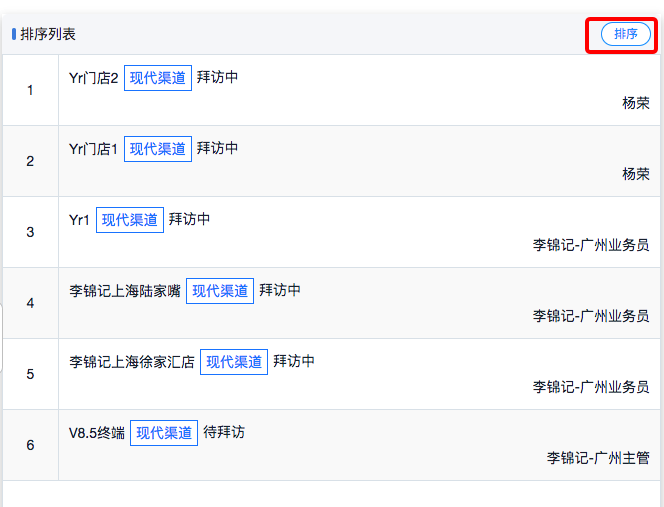 排序列表 排序
1 Yr门店2 现代渠道 拜访中
杨荣
2 Yr门店1 现代渠道 拜访中
杨荣
3 Yr1 现代渠道 拜访中
李锦记-广州业务员
4 李锦记上海陆家嘴 现代渠道 拜访中
李锦记-广州业务员
5 李锦记上海徐家汇店 现代渠道 拜访中
李锦记-广州业务员
6 V8.5终端 现代渠道 待拜访
李锦记-广州主管